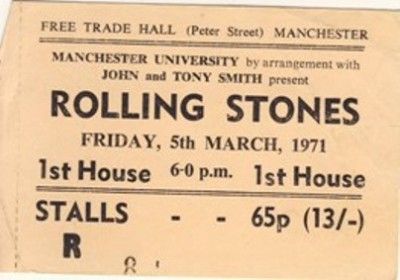 FREE TRADE HALL (Peter Street) MANCHESTER
MANCHESTER UNIVERSITY by arrangement with
JOHN and TONY SMITH present
ROLLING STONES
FRIDAY, 5th MARCH, 1971
1st House 6-0 p.m. 1st House
STALLS - - 65p (13/-)
R